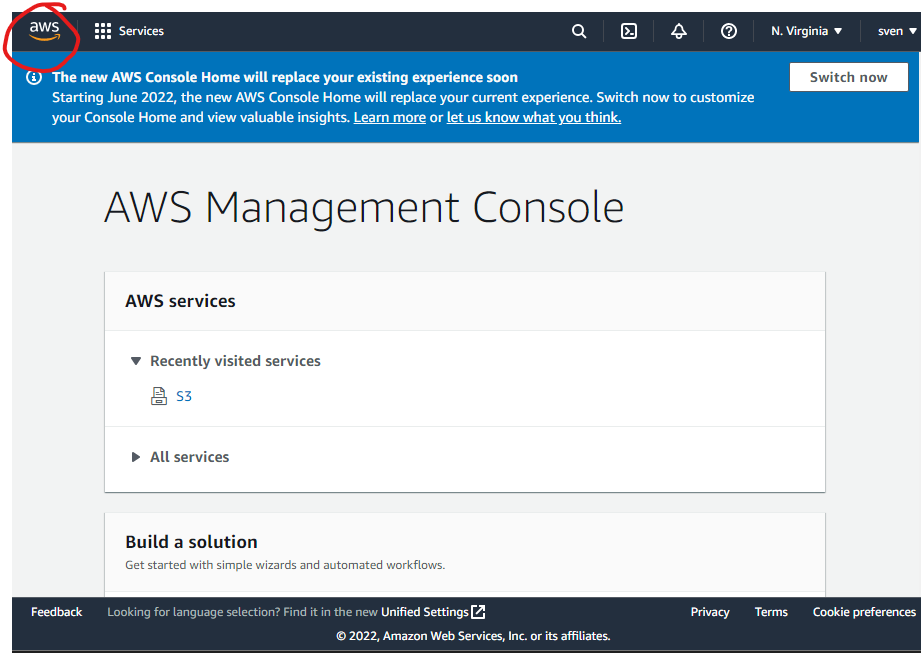 aws
Services
N. Virginia
sven
The new AWS Console Home will replace your existing experience soon
Starting June 2022, the new AWS Console Home will replace your current experience. Switch now to customize
your Console Home and view valuable insights. Learn more or let us know what you think.
Switch now
AWS Management Console
AWS services
Recently visited services
S3
All services
Build a solution
Get started with simple wizards and automated workflows.
Feedback
Looking for language selection? Find it in the new Unified Settings
Privacy
Terms
Cookie preferences
© 2022, Amazon Web Services, Inc. or its affiliates.